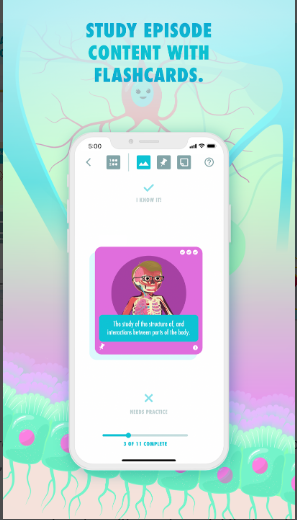 STUDY EPISODE
CONTENT WITH
FLASHCARDS.
5:00
I KNOW IT!
The study of the structure of, and
interactions between parts of the body.
NEEDS PRACTICE
3 OF 11 COMPLETE